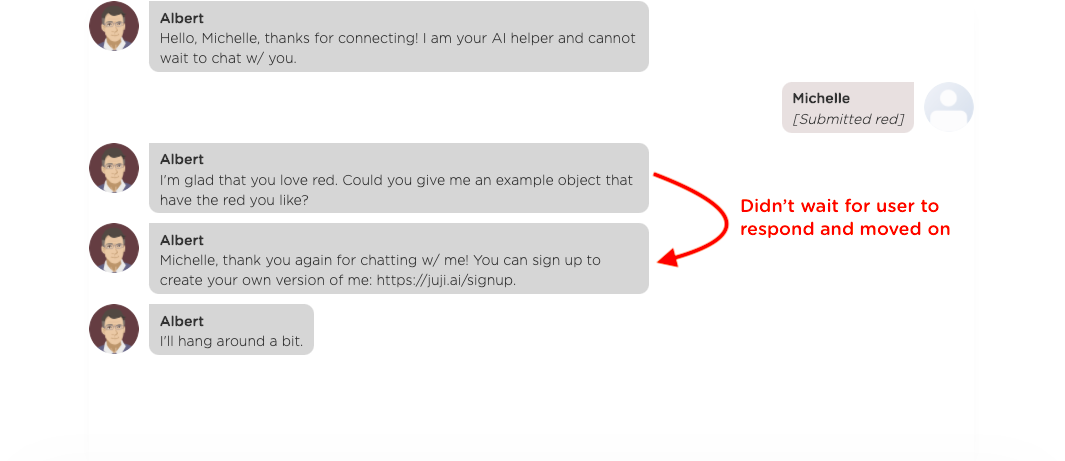 Albert
Hello, Michelle, thanks for connecting! I am your AI helper and cannot
wait to chat w/ you.
Michelle
[Submitted red]
Albert
I'm glad that you love red. Could you give me an example object that
have the red you like?
Didn't wait for user to
respond and moved on
Albert
Michelle, thank you again for chatting w/ me! You can sign up to
create your own version of me: https://juji.ai/signup.
Albert
I'll hang around a bit.